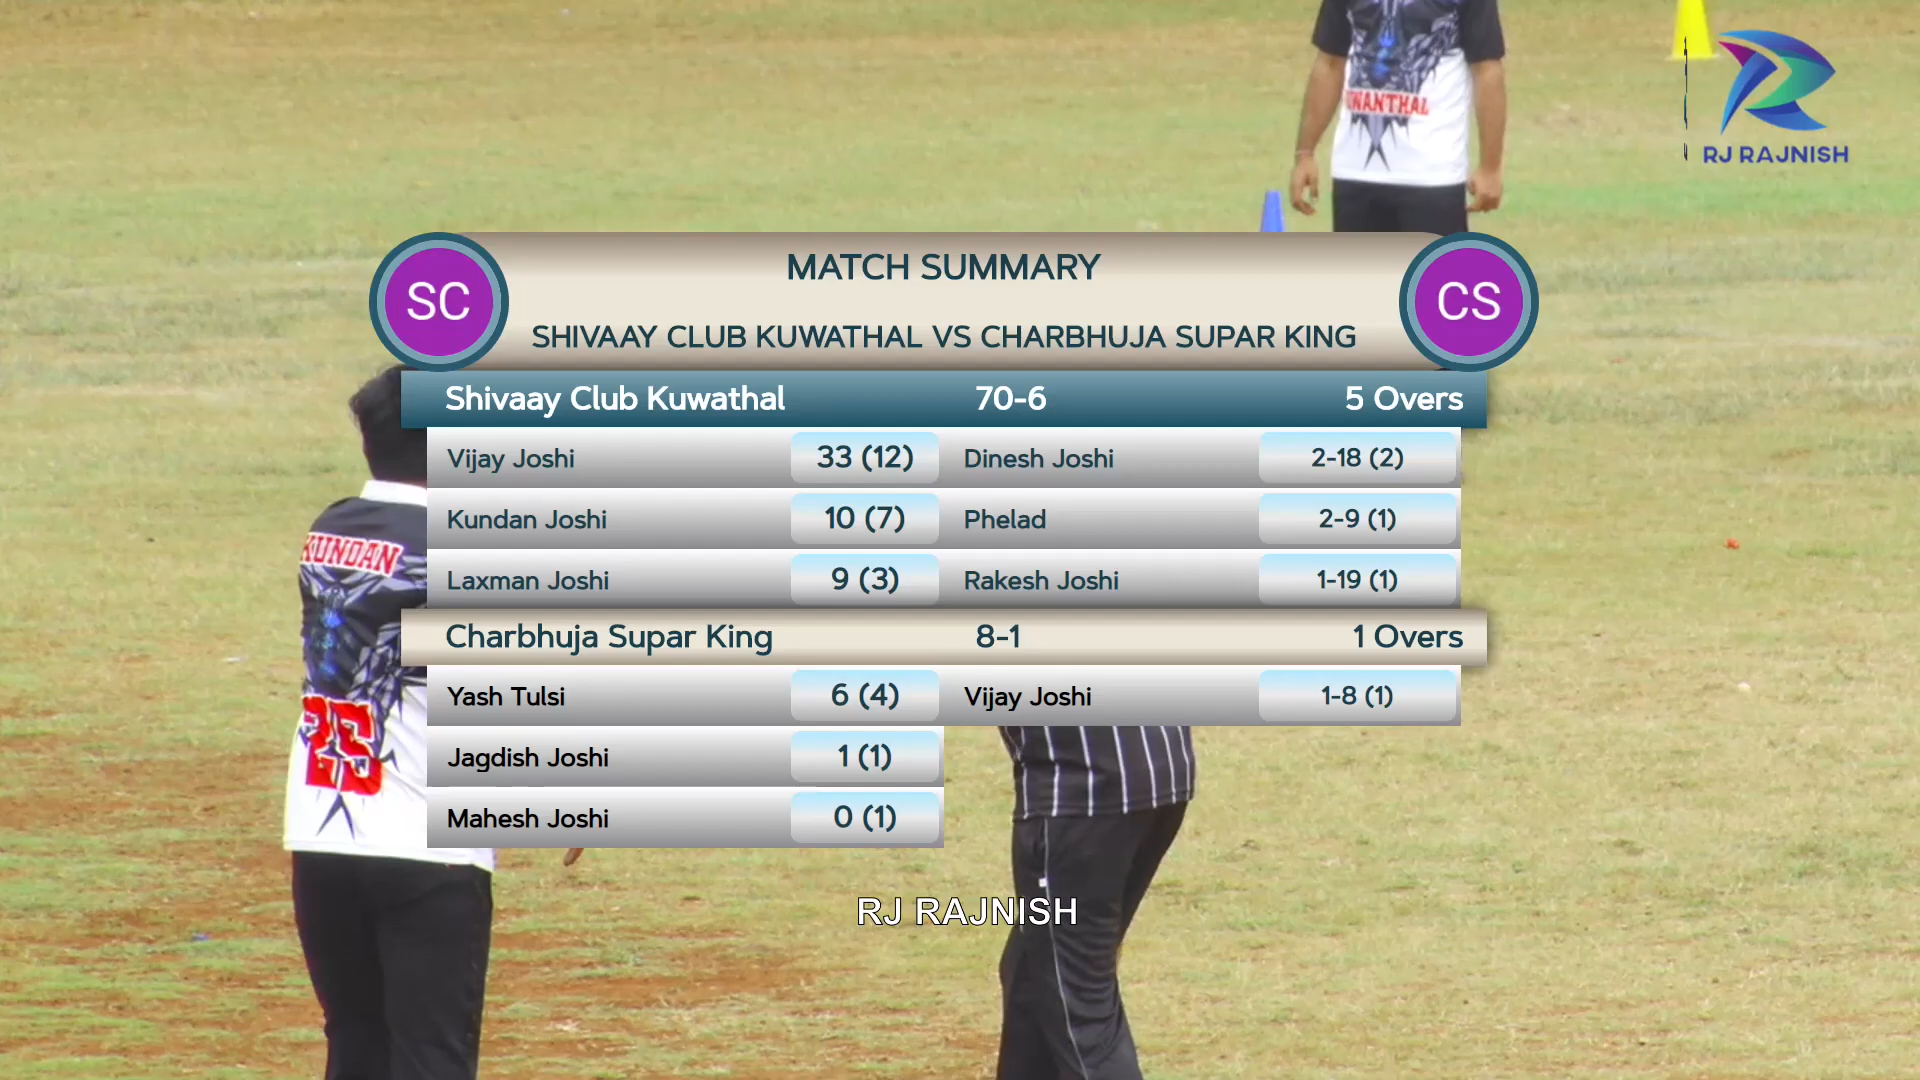 RJ RAJNISH
SC
MATCH SUMMARY
CS
SHIVAAY CLUB KUWATHAL VS CHARBHUJA SUPAR KING
Shivaay Club Kuwathal 70-6 5 Overs
Vijay Joshi 33 (12) Dinesh Joshi 2-18 (2)
Kundan Joshi 10 (7) Phelad 2-9 (1)
Laxman Joshi 9 (3) Rakesh Joshi 1-19 (1)
Charbhuja Supar King 8-1 1 Overs
Yash Tulsi 6 (4) Vijay Joshi 1-8 (1)
Jagdish Joshi 1 (1)
Mahesh Joshi 0 (1)
KUNDAN
25
RJ RAJNISH